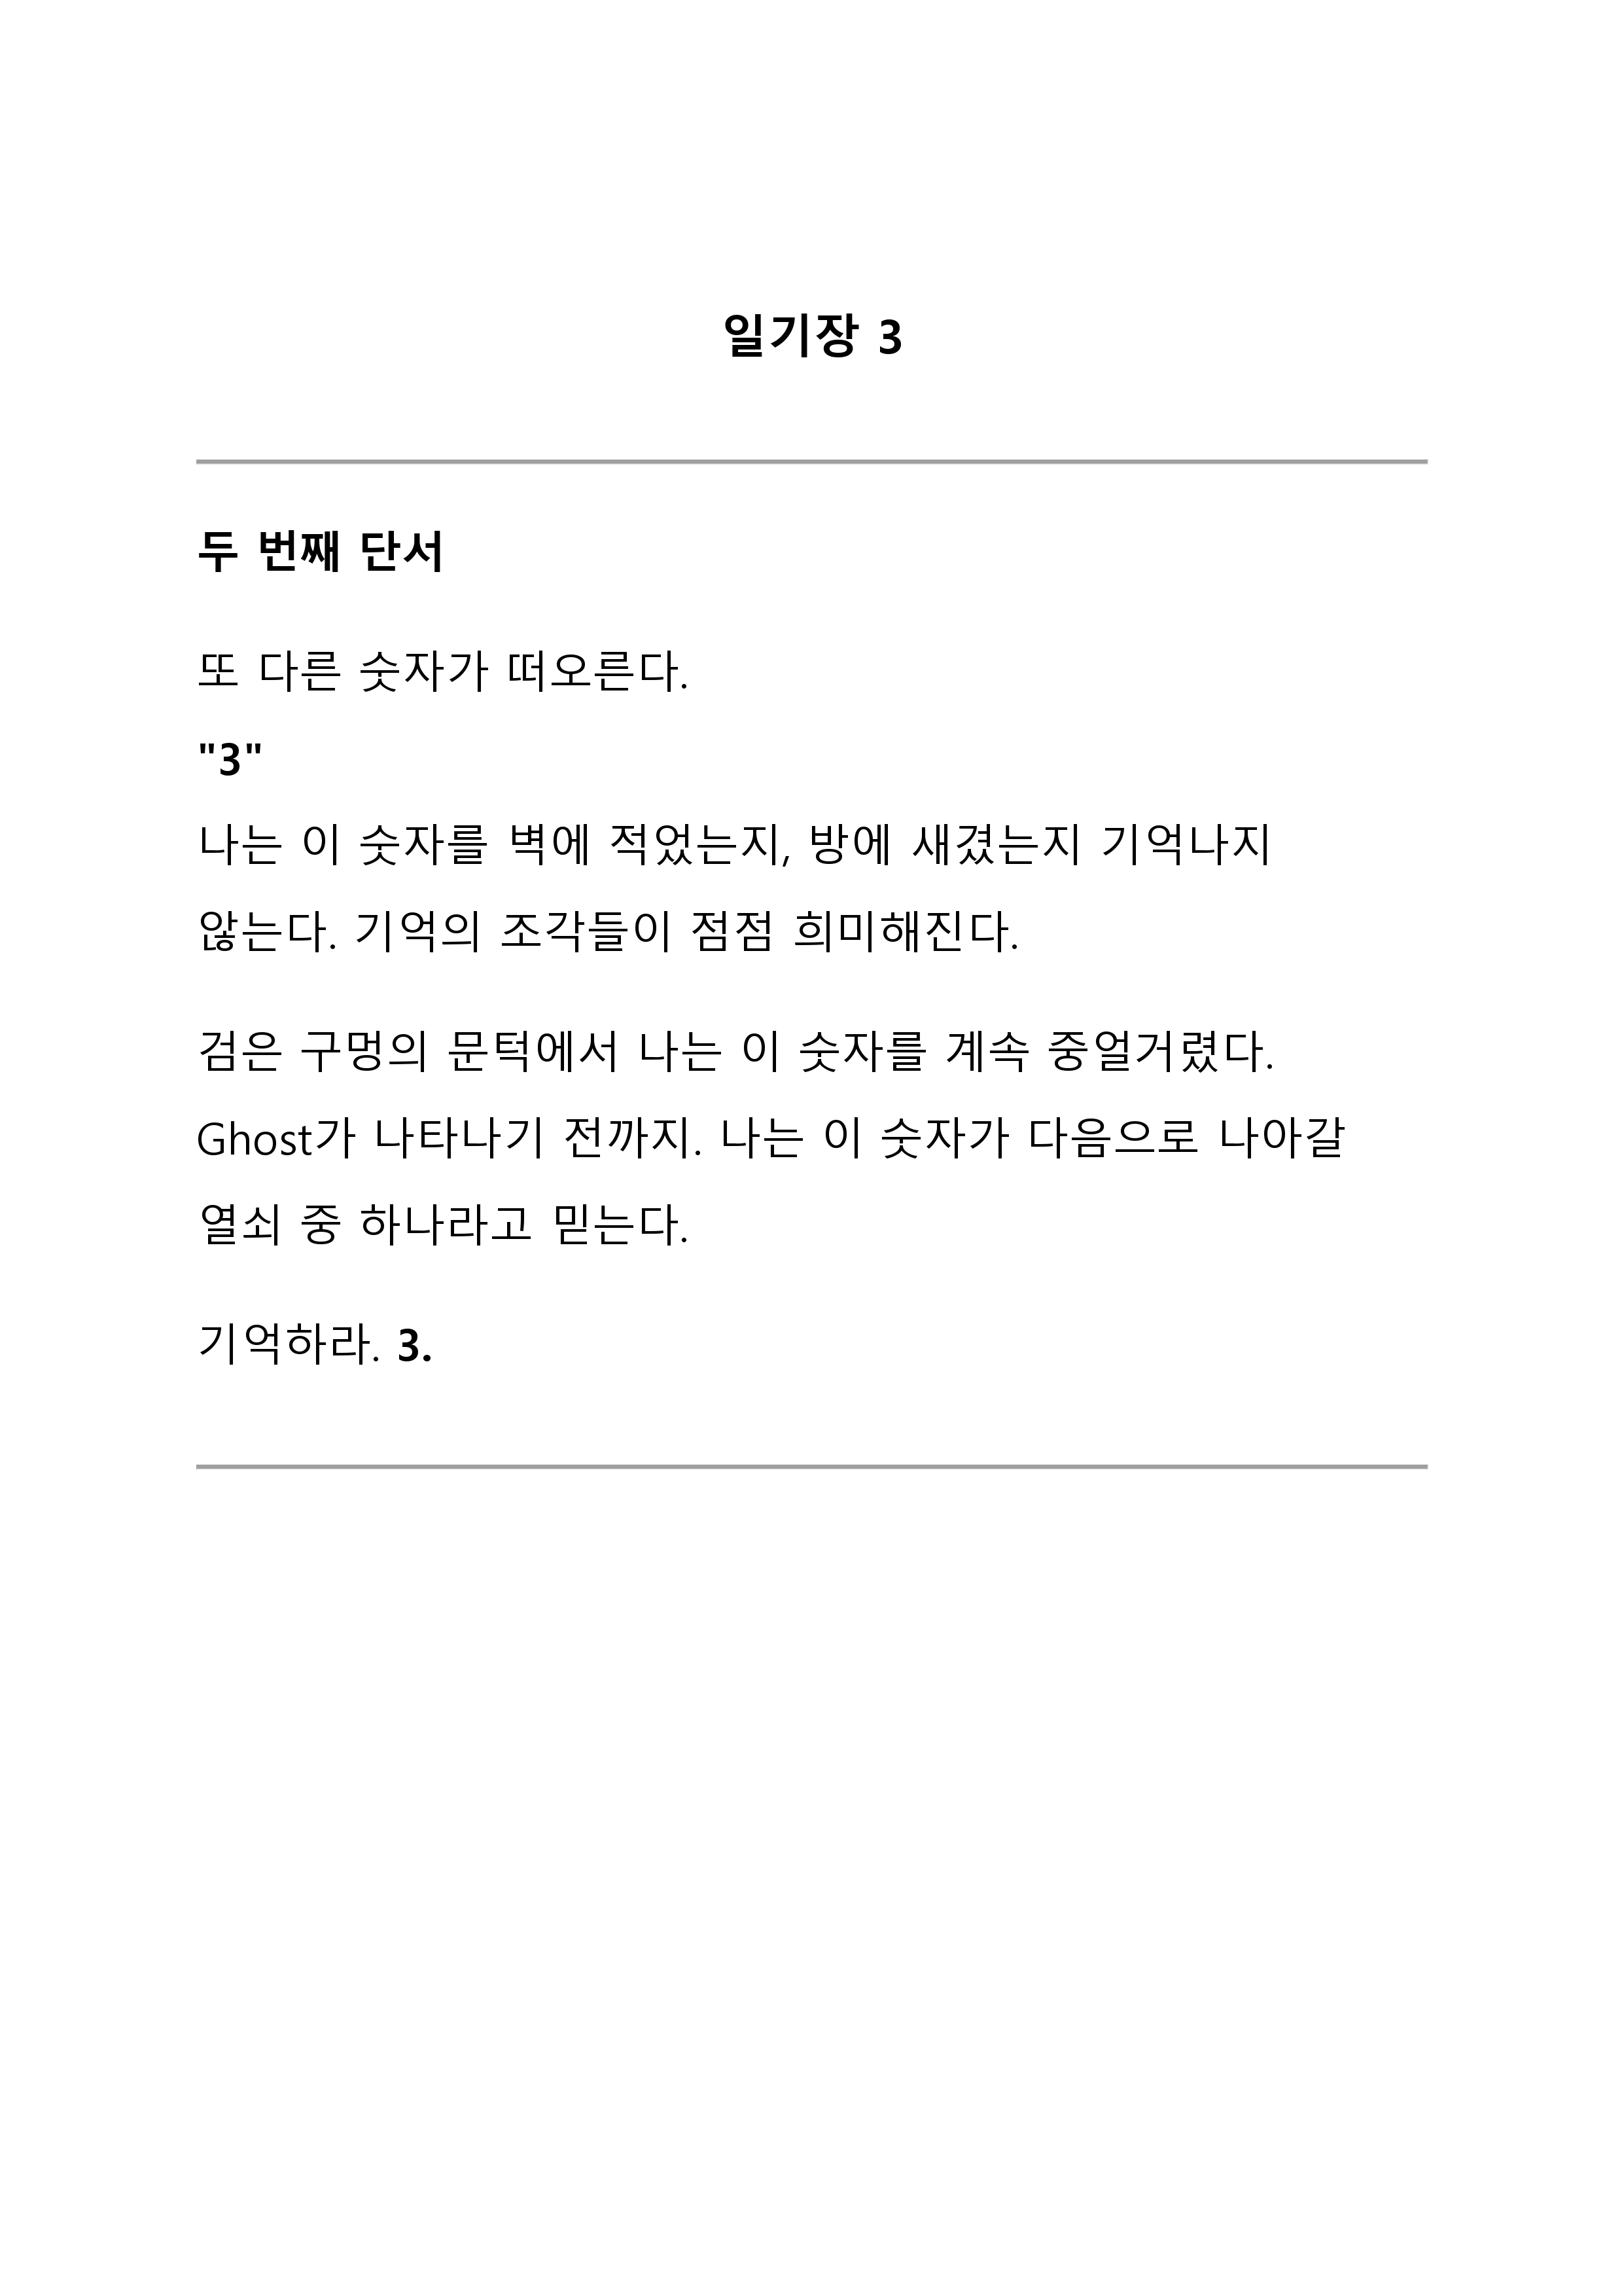 일기장 3
두 번째 단서
또 다른 숫자가 떠오른다.
"3"
나는 이 숫자를 벽에 적었는지, 방에 새겼는지 기억나지
않는다. 기억의 조각들이 점점 희미해진다.
검은 구멍의 문턱에서 나는 이 숫자를 계속 중얼거렸다.
Ghost가 나타나기 전까지. 나는 이 숫자가 다음으로 나아갈
열쇠 중 하나라고 믿는다.
기억하라. 3.